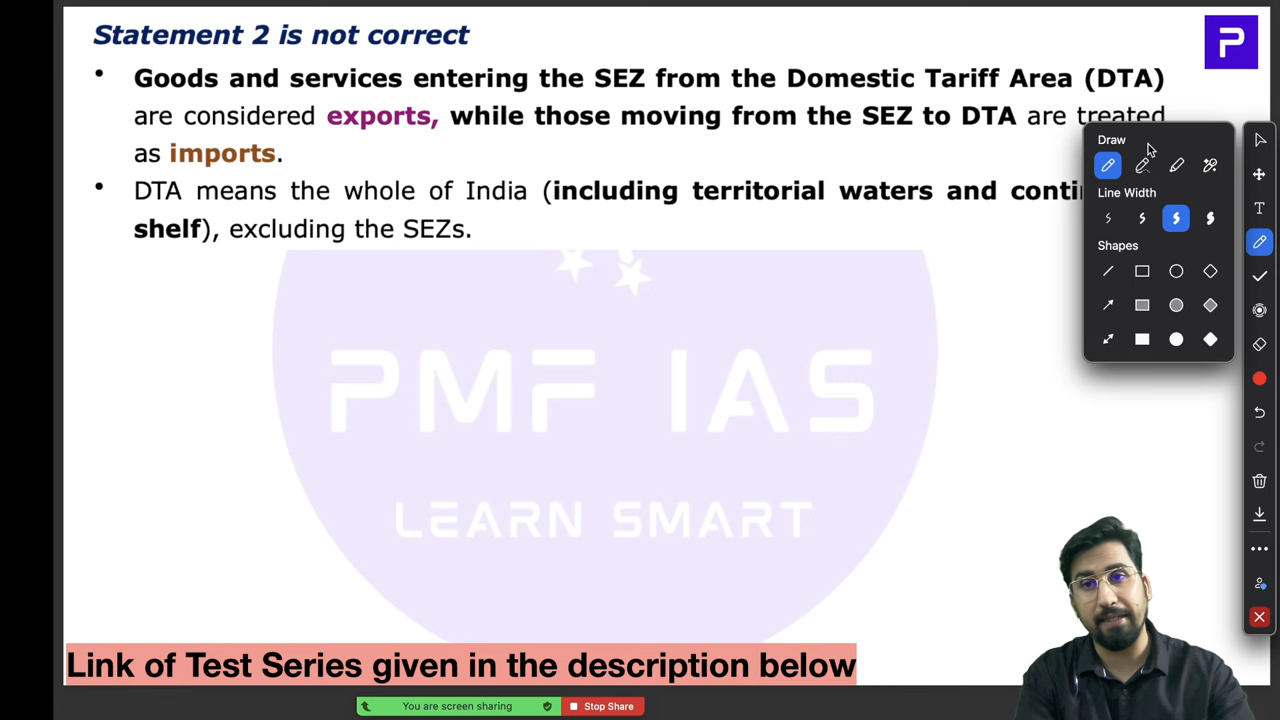 Statement 2 is not correct
• Goods and services entering the SEZ from the Domestic Tariff Area (DTA)
are considered exports, while those moving from the SEZ to DTA are treated
as imports.
• DTA means the whole of India (including territorial waters and conti
shelf), excluding the SEZs.
Draw
Line Width
Shapes
PMF IAS
LEARN SMART
Link of Test Series given in the description below
You are screen sharing
Stop Share